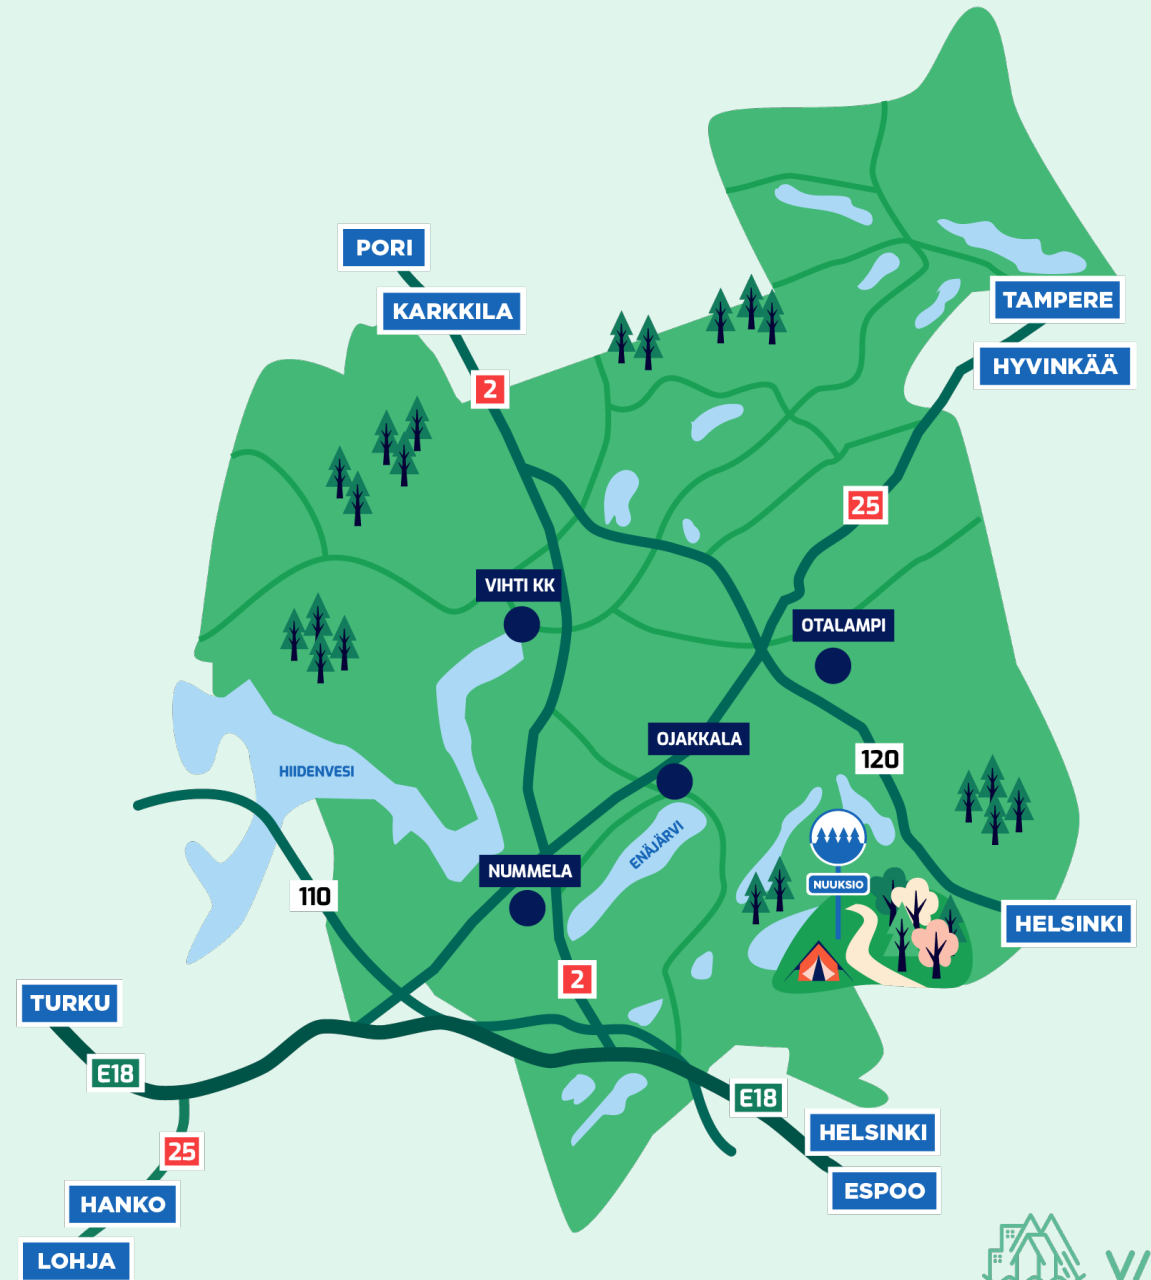 PORI
KARKKILA
TAMPERE
HYVINKÄÄ
2
25
VIHTI KK
OTALAMPI
OJAKKALA
120
HIIDENVESI
ENÄJÄRVI
NUMMELA
NUUKSIO
110
HELSINKI
2
TURKU
E18
E18
HELSINKI
25
ESPOO
HANKO
LOHJA